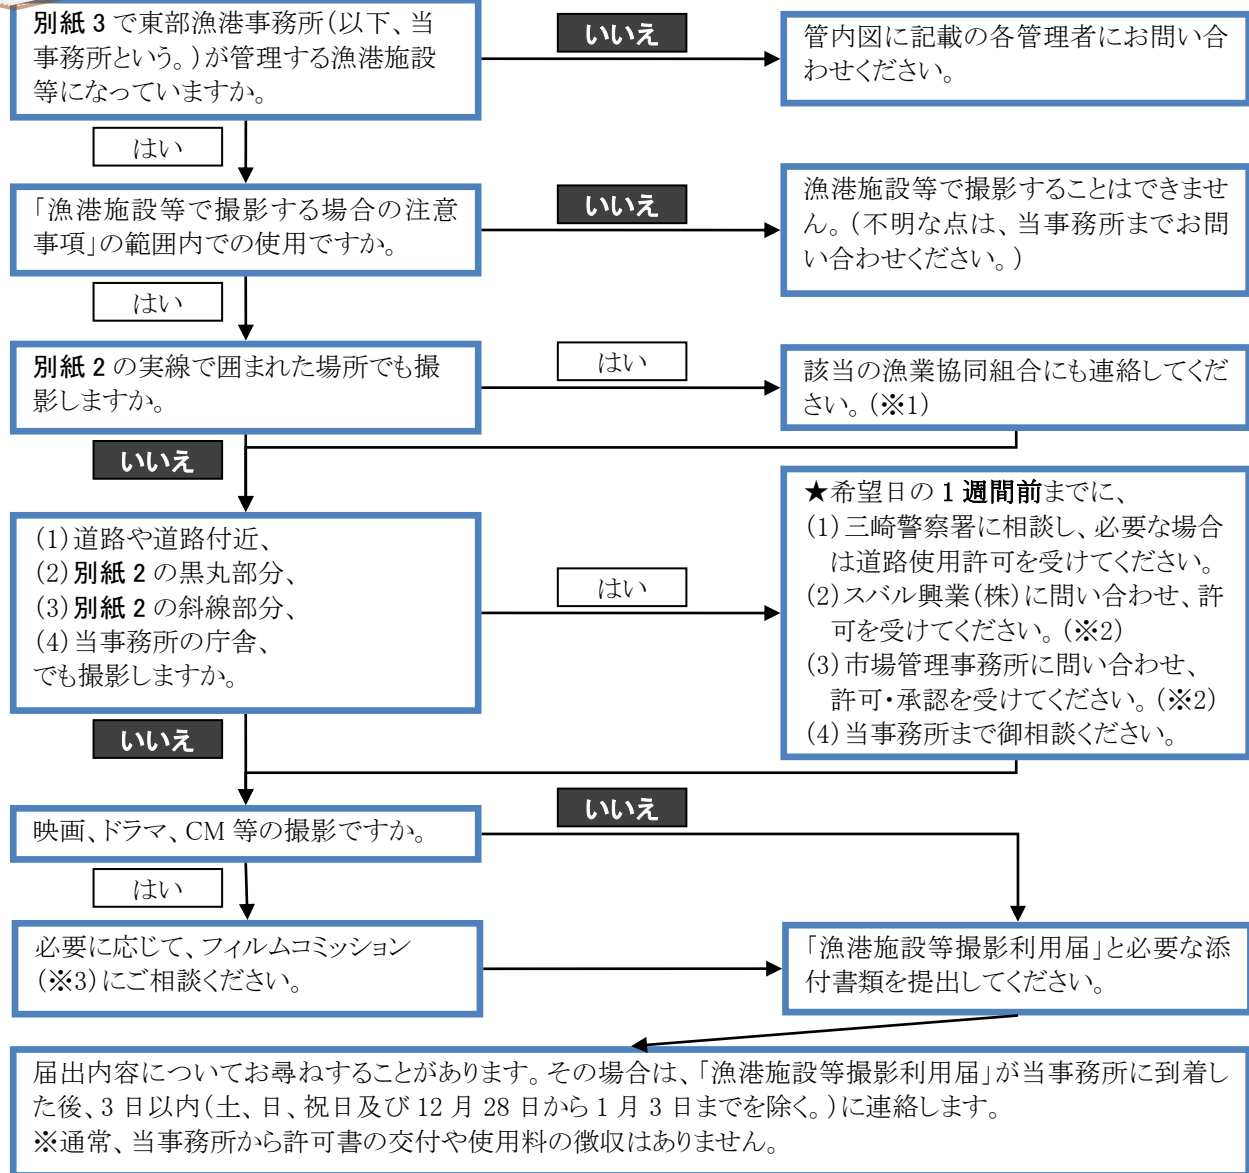 別紙3で東部漁港事務所(以下、当
事務所という。)が管理する漁港施設
等になっていますか。
いいえ
管内図に記載の各管理者にお問い合
わせください。
はい
「漁港施設等で撮影する場合の注意
事項」の範囲内での使用ですか。
いいえ
漁港施設等で撮影することはできませ
ん。(不明な点は、当事務所までお問
い合わせください。)
はい
別紙2の実線で囲まれた場所でも撮
影しますか。
はい
該当の漁業協同組合にも連絡してくだ
さい。(※1)
いいえ
(1)道路や道路付近、
(2)別紙2の黒丸部分、
(3)別紙2の斜線部分、
(4)当事務所の庁舎、
でも撮影しますか。
はい
★希望日の1週間前までに、
(1)三崎警察署に相談し、必要な場合
は道路使用許可を受けてください。
(2)スバル興業(株)に問い合わせ、許
可を受けてください。(※2)
(3)市場管理事務所に問い合わせ、
許可・承認を受けてください。(※2)
(4)当事務所まで御相談ください。
いいえ
映画、ドラマ、CM等の撮影ですか。
いいえ
はい
必要に応じて、フィルムコミッション
(※3)にご相談ください。
「漁港施設等撮影利用届」と必要な添
付書類を提出してください。
届出内容についてお尋ねすることがあります。その場合は、「漁港施設等撮影利用届」が当事務所に到着し
た後、3日以内(土、日、祝日及び12月28日から1月3日までを除く。)に連絡します。
※通常、当事務所から許可書の交付や使用料の徴収はありません。